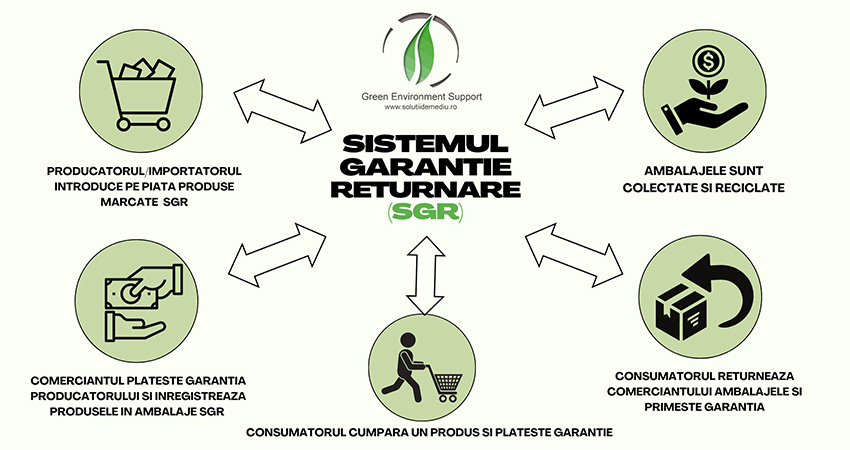 Green Environment Support
www.solutiidemediu.ro
SISTEMUL
GARANTIE
RETURNARE
(SGR)
PRODUCATORUL/IMPORTATORUL
INTRODUCE PE PIATA PRODUSE
MARCATE SGR
AMBALAJELE SUNT
COLECTATE SI RECICLATE
COMERCIANTUL PLATESTE GARANTIA
PRODUCATORULUI SI INREGISTREAZA
PRODUSELE IN AMBALAJE SGR
CONSUMATORUL CUMPARA UN PRODUS SI PLATESTE GARANTIE
CONSUMATORUL RETURNEAZA
COMERCIANTULUI AMBALAJELE SI
PRIMESTE GARANTIA